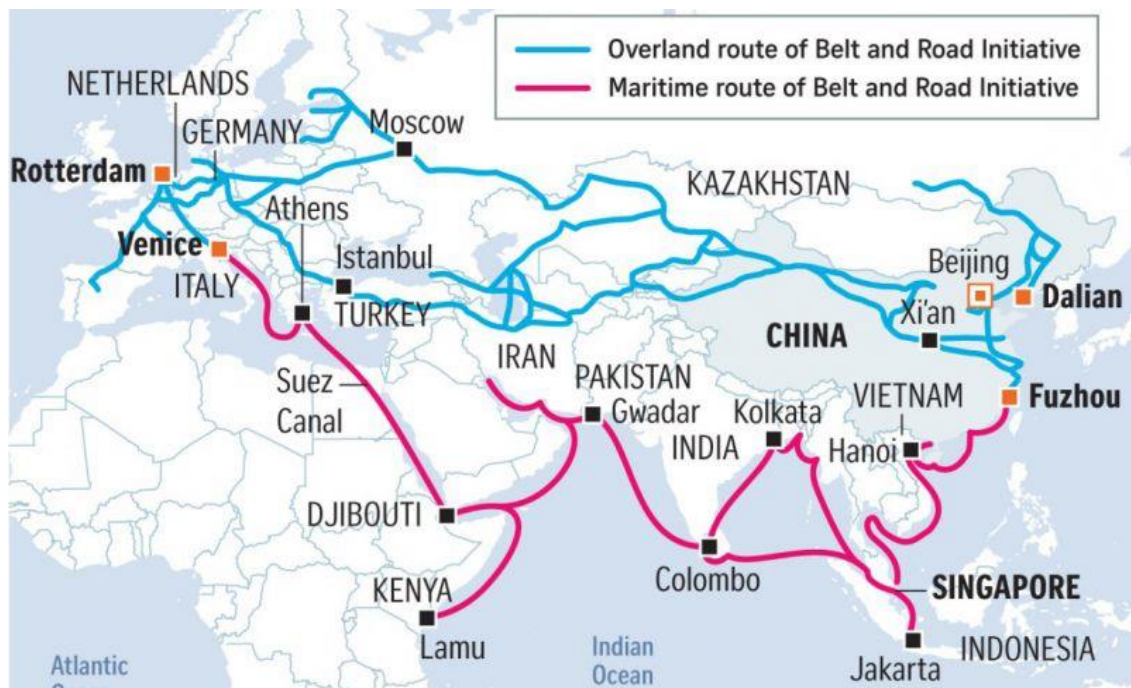 Overland route of Belt and Road Initiative
Maritime route of Belt and Road Initiative
NETHERLANDS
GERMANY
Moscow
Rotterdam
KAZAKHSTAN
Athens
Venice
Istanbul
Beijing
ITALY
TURKEY
Dalian
Xi'an
CHINA
IRAN
Suez
Canal
PAKISTAN
Gwadar
Kolkata
VIETNAM
Fuzhou
INDIA
Hanoi
DJIBOUTI
Colombo
SINGAPORE
KENYA
Lamu
Indian
Ocean
INDONESIA
Jakarta
Atlantic